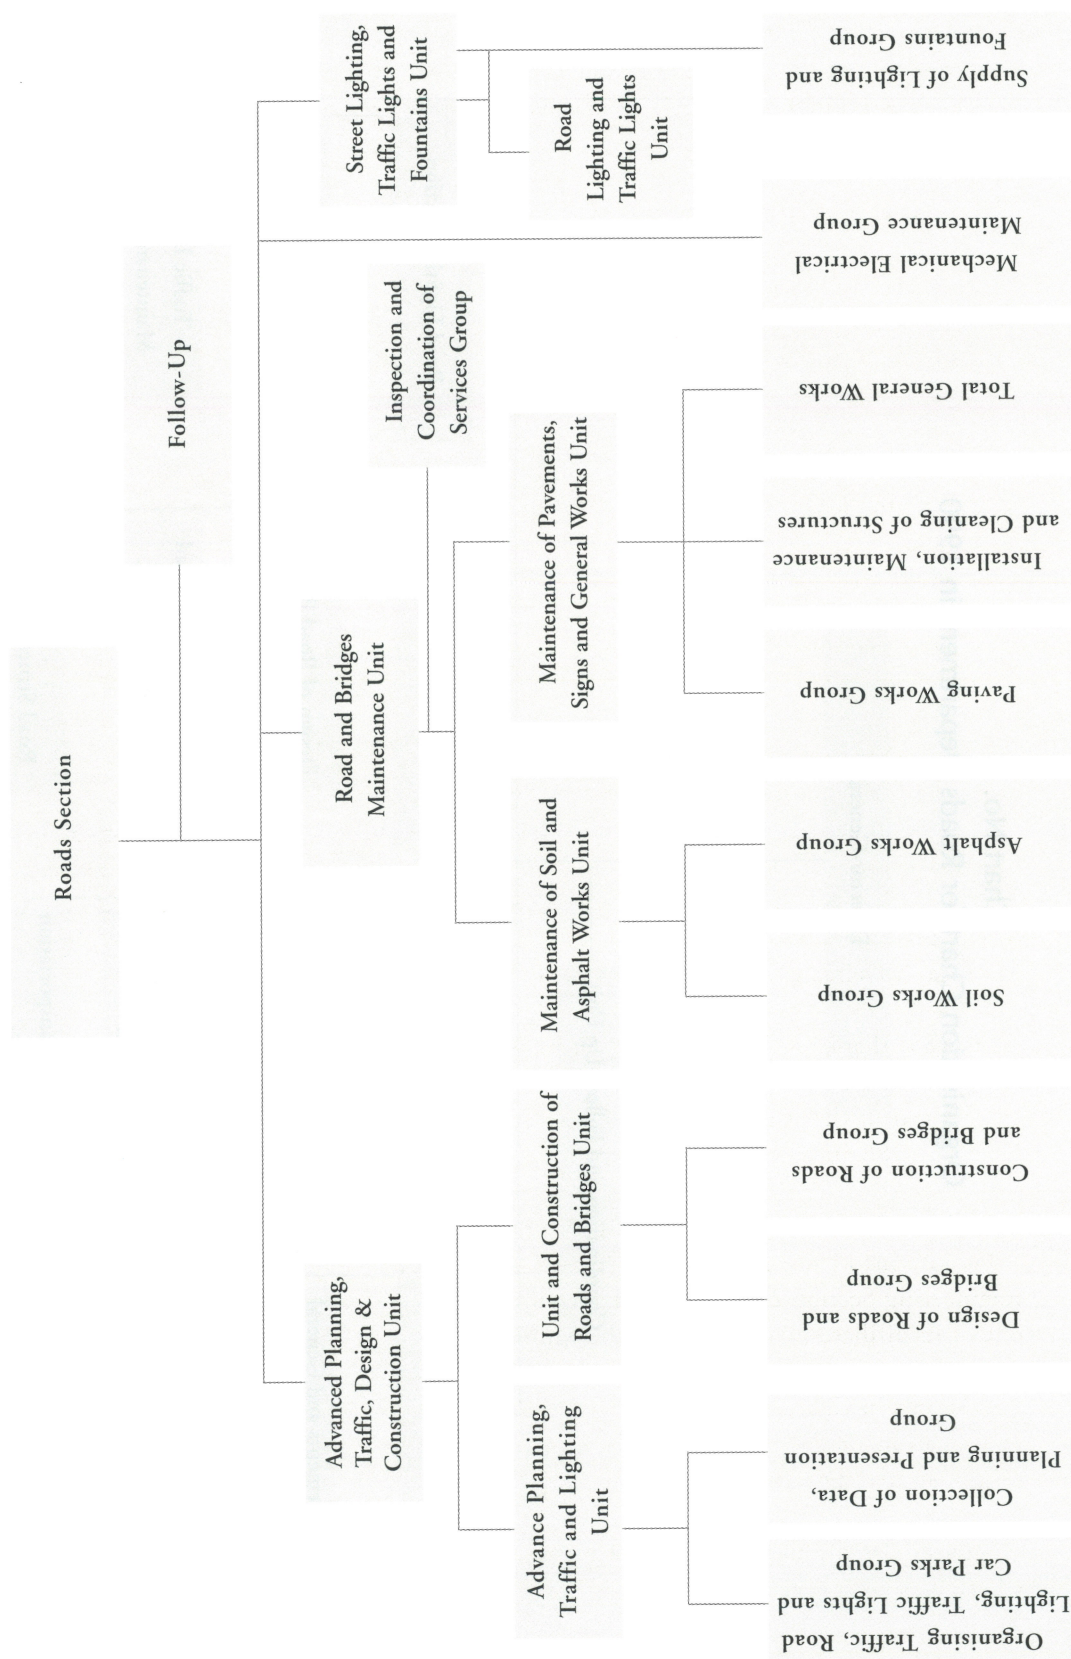 Roads Section
Follow-Up
Advanced Planning,
Traffic, Design &
Construction Unit
Road and Bridges
Maintenance Unit
Street Lighting,
Traffic Lights and
Fountains Unit
Inspection and
Coordination of
Services Group
Advance Planning,
Traffic and Lighting
Unit
Unit and Construction of
Roads and Bridges Unit
Maintenance of Soil and
Asphalt Works Unit
Maintenance of Pavements,
Signs and General Works Unit
Road
Lighting and
Traffic Lights
Unit
Organising Traffic, Road
Lighting, Traffic Lights and
Car Parks Group
Collection of Data,
Planning and Presentation
Group
Design of Roads and
Bridges Group
Construction of Roads
and Bridges Group
Soil Works Group
Asphalt Works Group
Paving Works Group
Installation, Maintenance
and Cleaning of Structures
Total General Works
Mechanical Electrical
Maintenance Group
Supply of Lighting and
Fountains Group